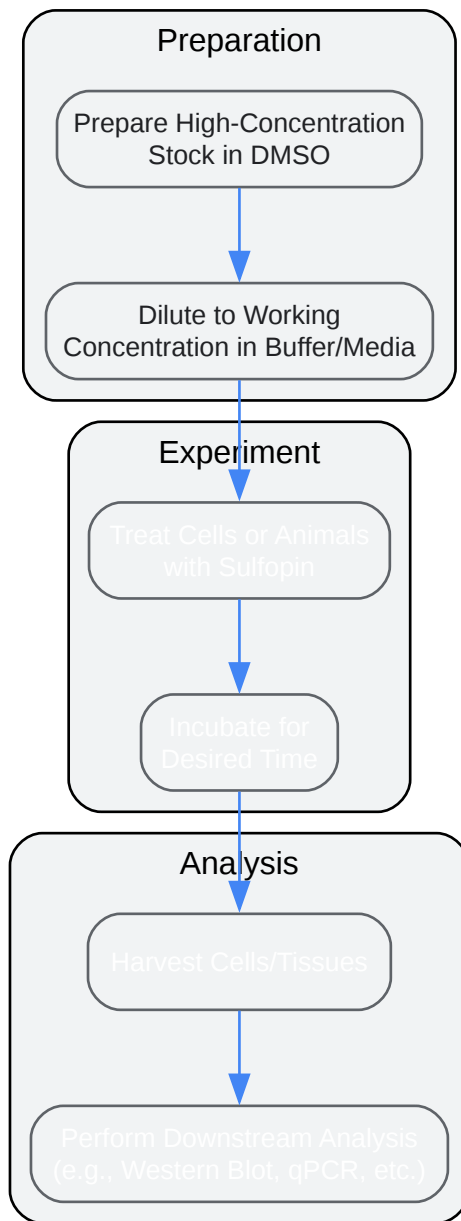 Preparation
Prepare High-Concentration
Stock in DMSO
Dilute to Working
Concentration in Buffer/Media
Experiment
Treat Cells or Animals
with Sulfopin
Incubate for
Desired Time
Analysis
Harvest Cells/Tissues
Perform Downstream Analysis
(e.g., Western Blot, qPCR, etc.)